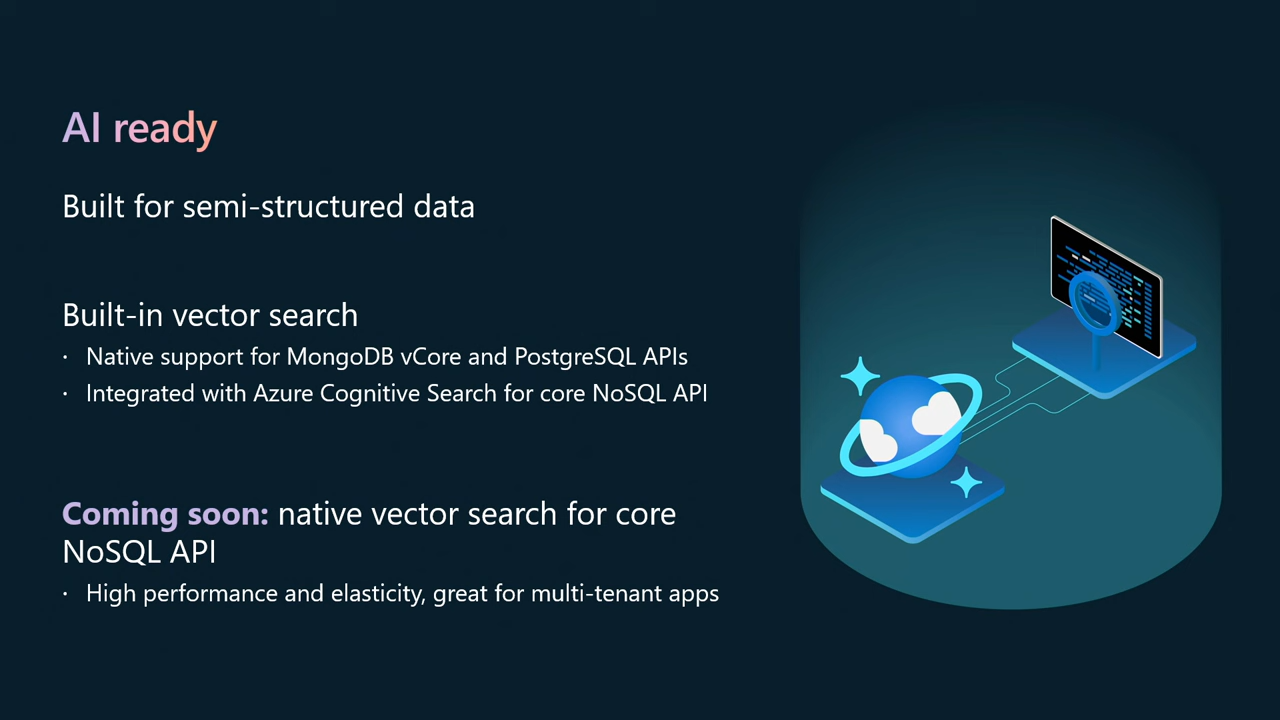 AI ready
Built for semi-structured data
Built-in vector search
· Native support for MongoDB vCore and PostgreSQL APIs
· Integrated with Azure Cognitive Search for core NoSQL API
Coming soon: native vector search for core
NoSQL API
· High performance and elasticity, great for multi-tenant apps